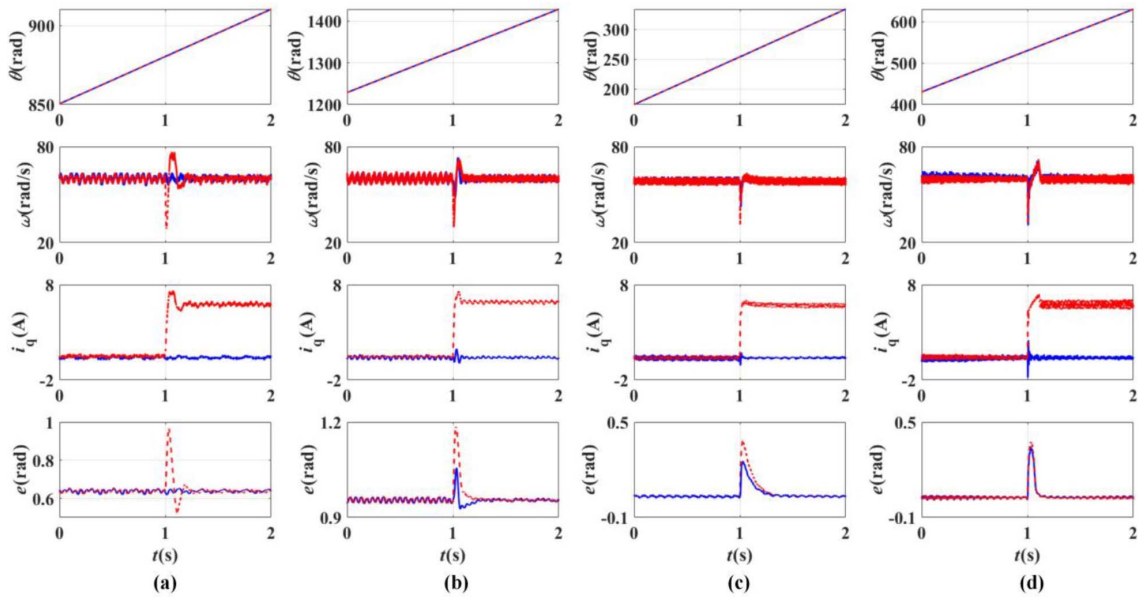 910
850
θ(rad)
0 1 2
1400
1300
1200
θ(rad)
0 1 2
300
250
200
θ(rad)
0 1 2
600
500
400
θ(rad)
0 1 2
80
20
ω(rad/s)
0 1 2
80
20
ω(rad/s)
0 1 2
80
20
ω(rad/s)
0 1 2
80
20
ω(rad/s)
0 1 2
8
-2
iq(A)
0 1 2
8
-2
iq(A)
0 1 2
8
-2
iq(A)
0 1 2
8
-2
iq(A)
0 1 2
1
0.8
0.6
e(rad)
0 1 2
t(s)
1.2
0.9
e(rad)
0 1 2
t(s)
0.5
-0.1
e(rad)
0 1 2
t(s)
0.5
-0.1
e(rad)
0 1 2
t(s)
(a) (b) (c) (d)